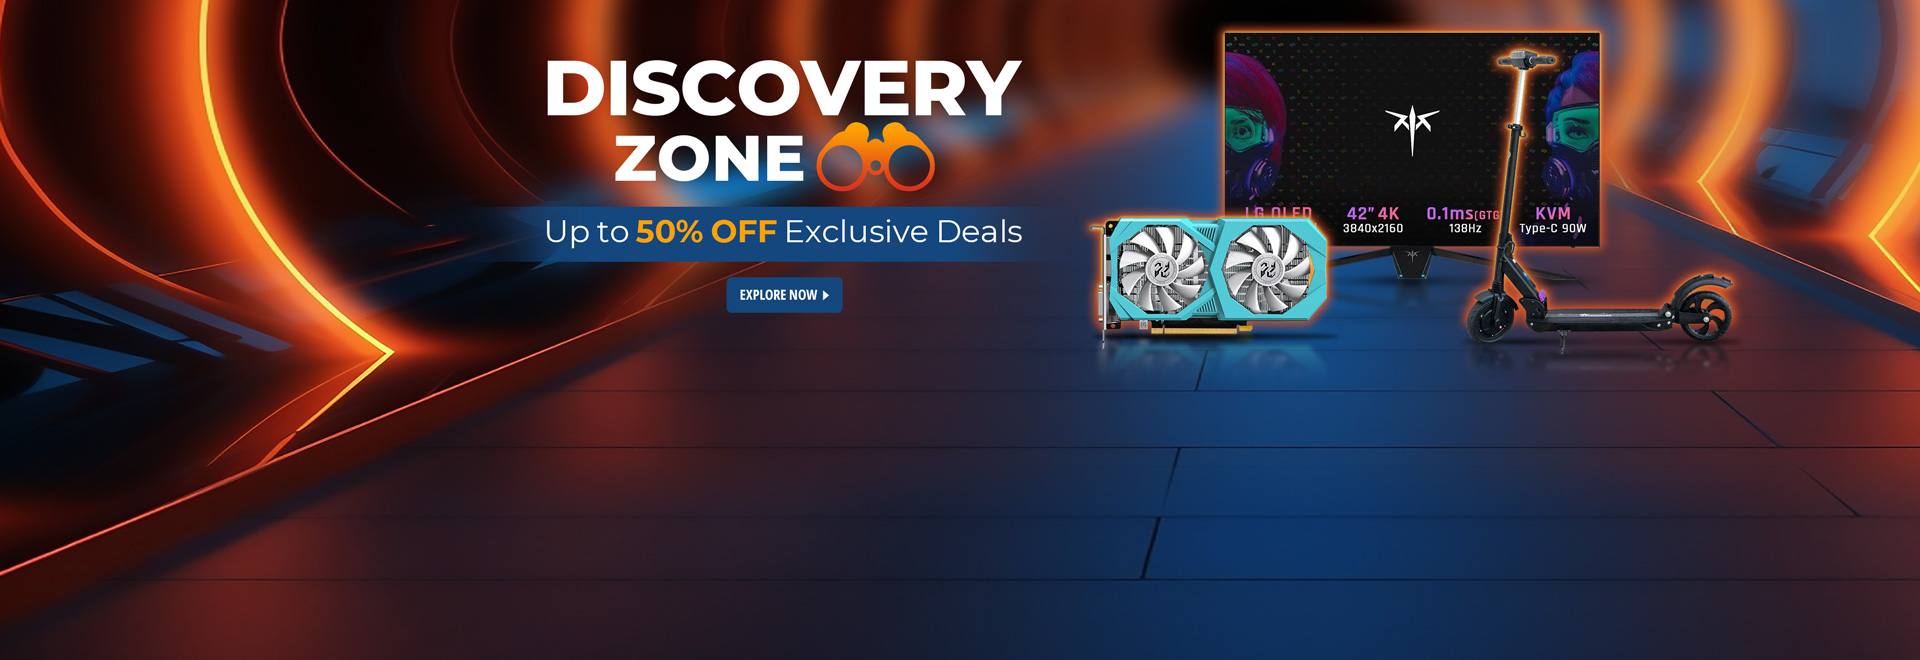 DISCOVERY
ZONE
Up to 50% OFF Exclusive Deals
EXPLORE NOW
LG OLED 42" 4K 0.1ms(GTG KVM
3840x2160 138Hz Type-C 90W